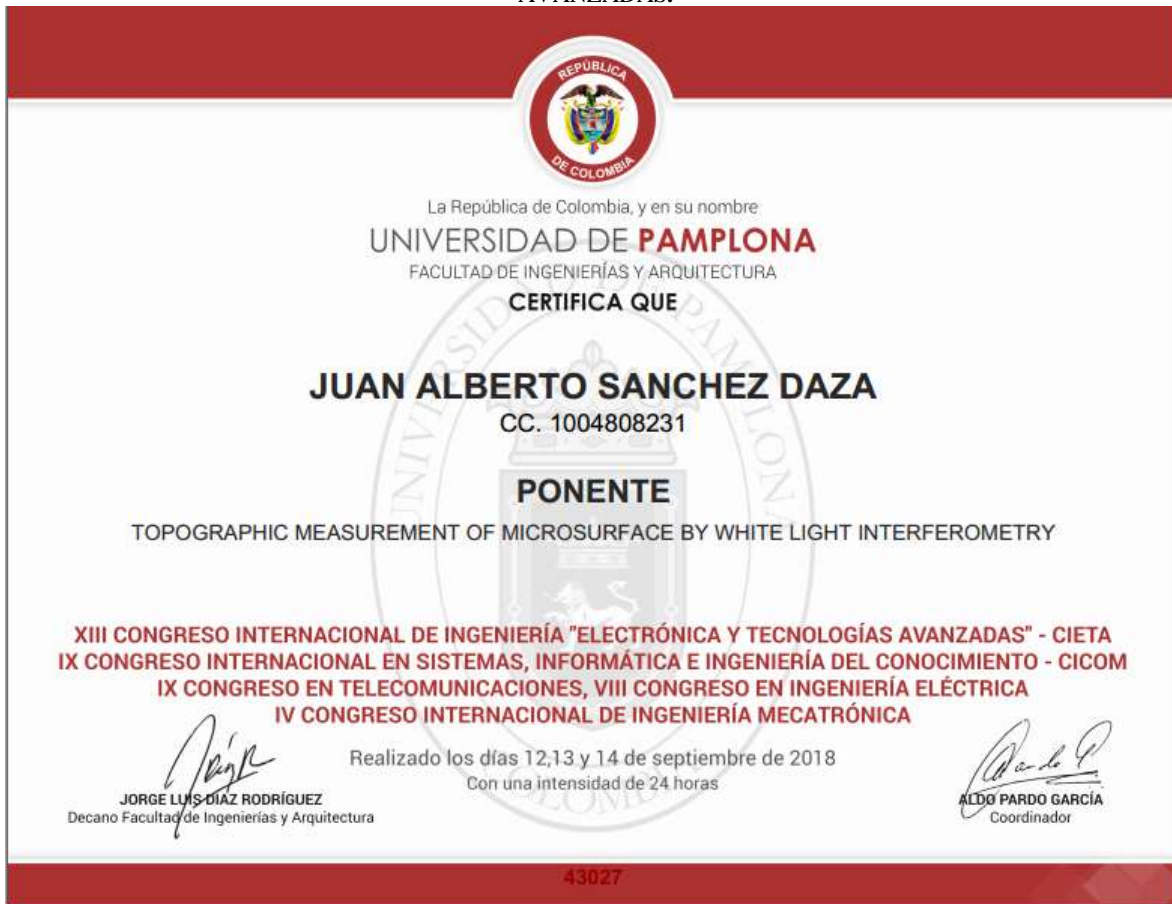 AVANZADAS.
REPÚBLICA
DE COLOMBIA
La República de Colombia, y en su nombre
UNIVERSIDAD DE PAMPLONA
FACULTAD DE INGENIERÍAS Y ARQUITECTURA
CERTIFICA QUE
JUAN ALBERTO SANCHEZ DAZA
CC. 1004808231
PONENTE
TOPOGRAPHIC MEASUREMENT OF MICROSURFACE BY WHITE LIGHT INTERFEROMETRY
UNIVERSIDAD DE PAMPLONA
COLOMBIA
XIII CONGRESO INTERNACIONAL DE INGENIERÍA "ELECTRÓNICA Y TECNOLOGÍAS AVANZADAS" - CIETA
IX CONGRESO INTERNACIONAL EN SISTEMAS, INFORMÁTICA E INGENIERÍA DEL CONOCIMIENTO - CICOM
IX CONGRESO EN TELECOMUNICACIONES, VIII CONGRESO EN INGENIERÍA ELÉCTRICA
IV CONGRESO INTERNACIONAL DE INGENIERÍA MECATRÓNICA
Realizado los días 12,13 y 14 de septiembre de 2018
Con una intensidad de 24 horas
JORGE LUIS DÍAZ RODRÍGUEZ
Decano Facultad de Ingenierías y Arquitectura
ALDO PARDO GARCÍA
Coordinador
43027